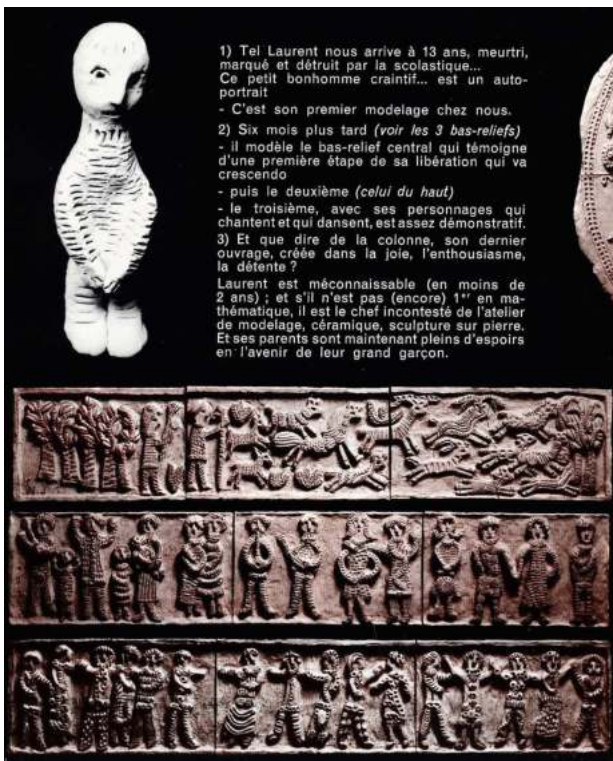 1) Tel Laurent nous arrive à 13 ans, meurtri,
marqué et détruit par la scolastique...
Ce petit bonhomme craintif... est un auto-
portrait
- C'est son premier modelage chez nous.
2) Six mois plus tard (voir les 3 bas-reliefs)
- il modèle le bas-relief central qui témoigne
d'une première étape de sa libération qui va
crescendo
- puis le deuxième (celui du haut)
- le troisième, avec ses personnages qui
chantent et qui dansent, est assez démonstratif.
3) Et que dire de la colonne, son dernier
ouvrage, créée dans la joie, l'enthousiasme,
la détente ?
Laurent est méconnaissable (en moins de
2 ans) ; et s'il n'est pas (encore) 1er en ma-
thématique, il est le chef incontesté de l'atelier
de modelage, céramique, sculpture sur pierre.
Et ses parents sont maintenant pleins d'espoirs
en l'avenir de leur grand garçon.